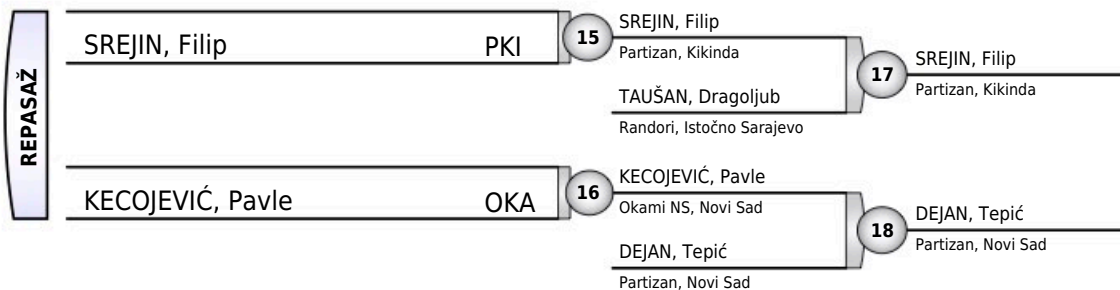 REPASAŽ
SREJIN, Filip PKI
15
SREJIN, Filip
Partizan, Kikinda
TAUŠAN, Dragoljub
Randori, Istočno Sarajevo
17
SREJIN, Filip
Partizan, Kikinda
KECOJEVIĆ, Pavle OKA
16
KECOJEVIĆ, Pavle
Okami NS, Novi Sad
DEJAN, Tepić
Partizan, Novi Sad
18
DEJAN, Tepić
Partizan, Novi Sad